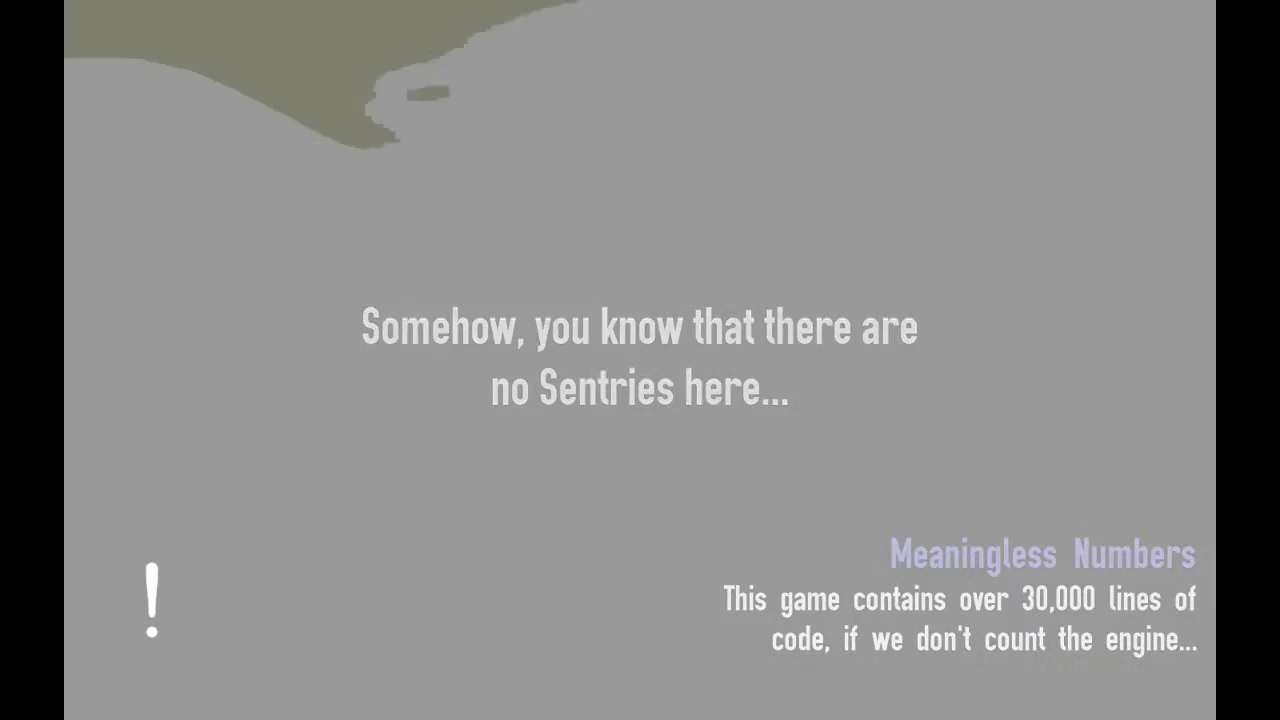 Somehow, you know that there are
no Sentries here...
!
Meaningless Numbers
This game contains over 30,000 lines of
code, if we don't count the engine...